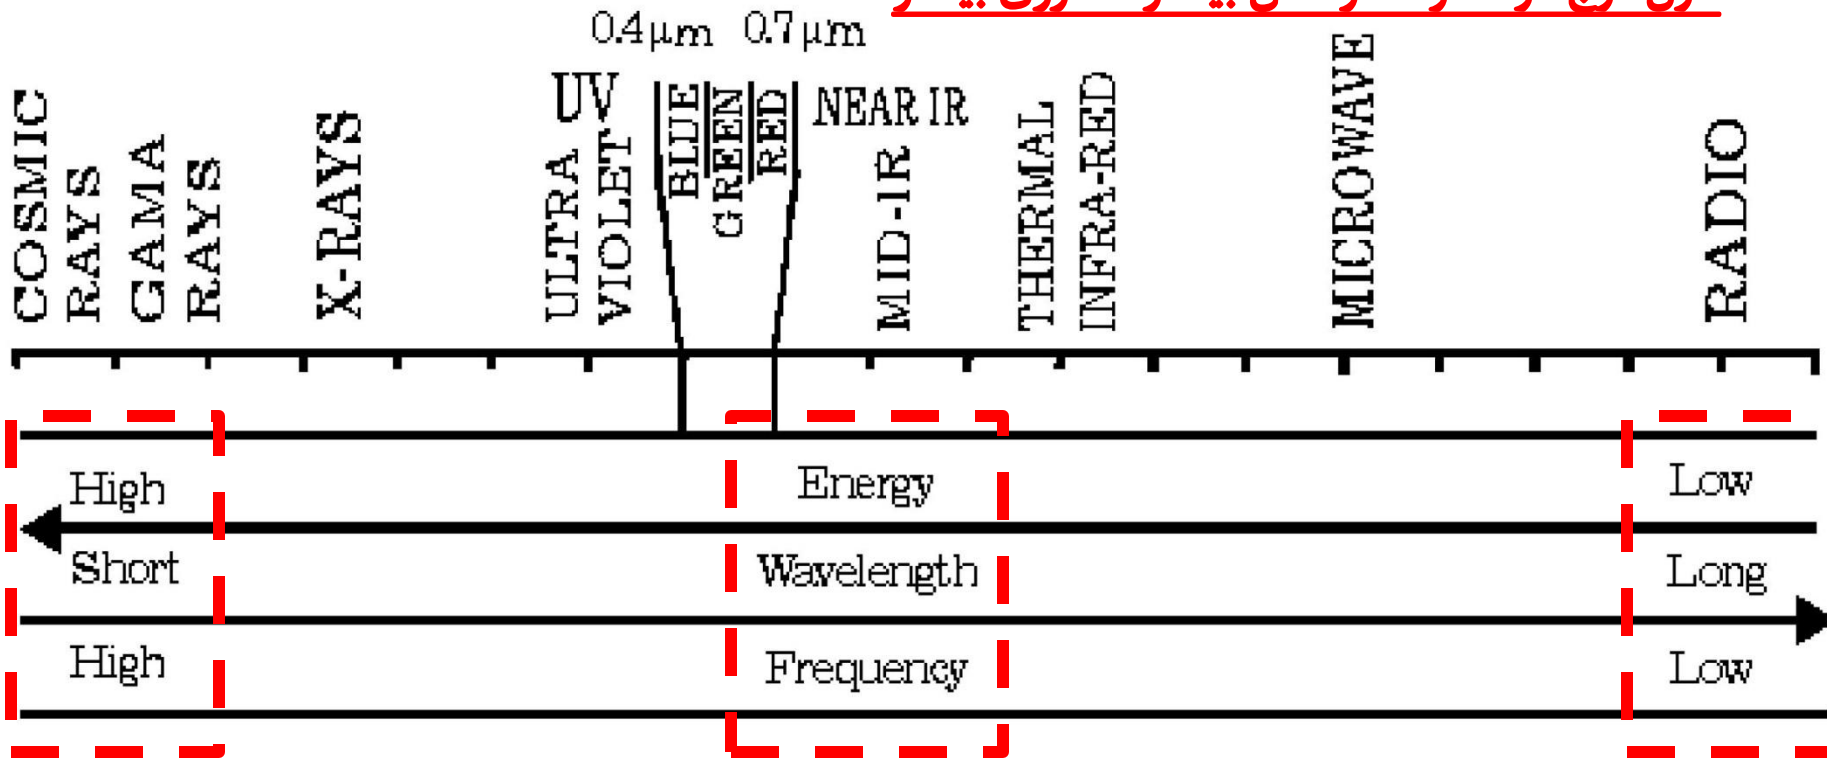 0.4μm 0.7μm
COSMIC
RAYS
GAMA
RAYS
X-RAYS
UV
ULTRA
VIOLET
BLUE
GREEN
RED
NEAR IR
MID-IR
THERMAL
INFRA-RED
MICROWAVE
RADIO
High Energy Low
Short Wavelength Long
High Frequency Low